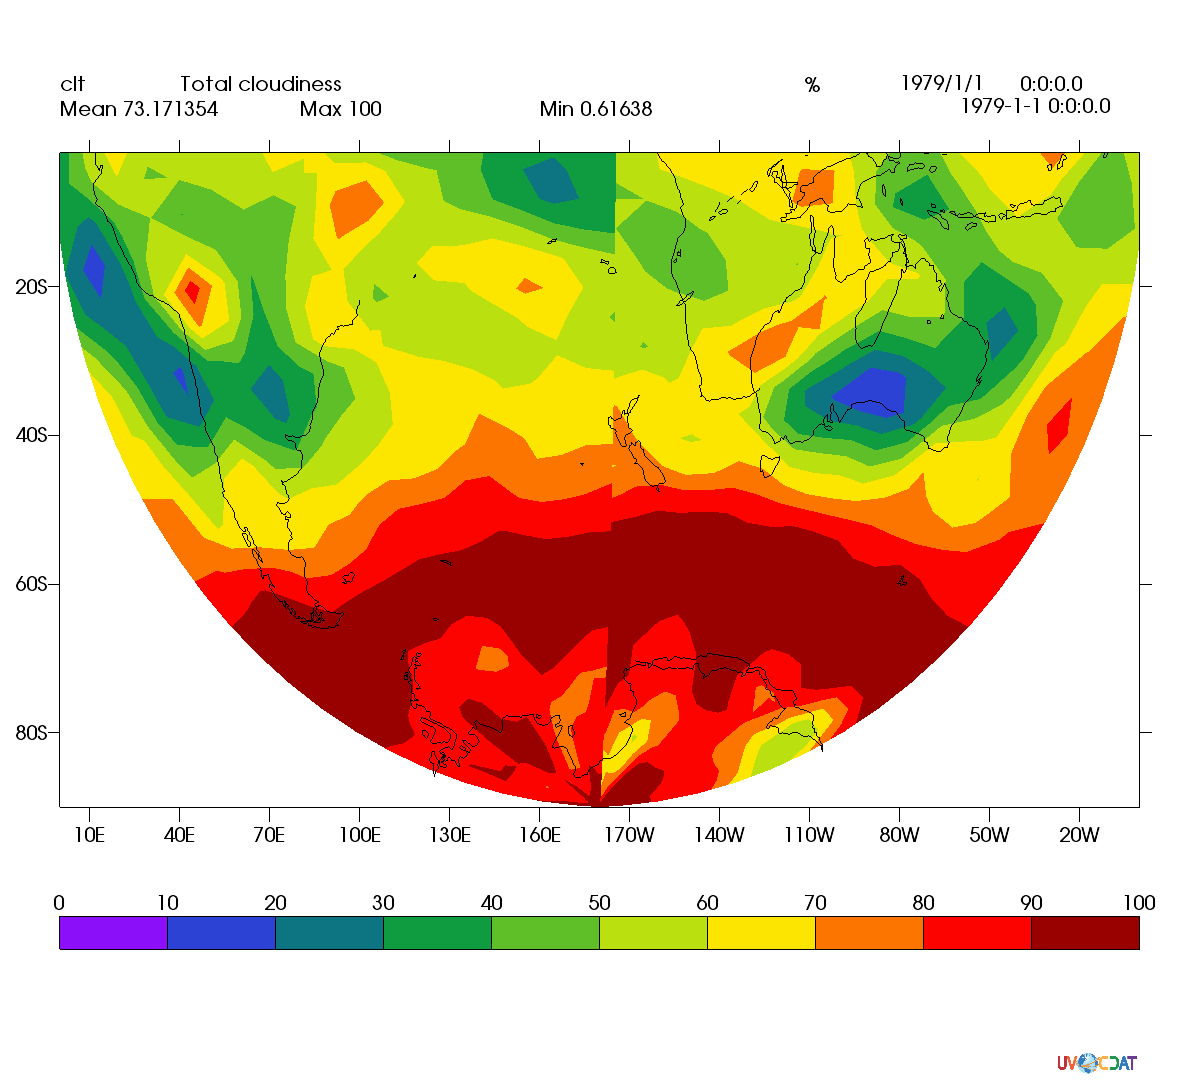 clt Total cloudiness % 1979/1/1 0:0:0.0
Mean 73.171354 Max 100 Min 0.61638 1979-1-1 0:0:0.0
20S
40S
60S
80S
10E 40E 70E 100E 130E 160E 170W 140W 110W 80W 50W 20W
0 10 20 30 40 50 60 70 80 90 100
UV CDAT